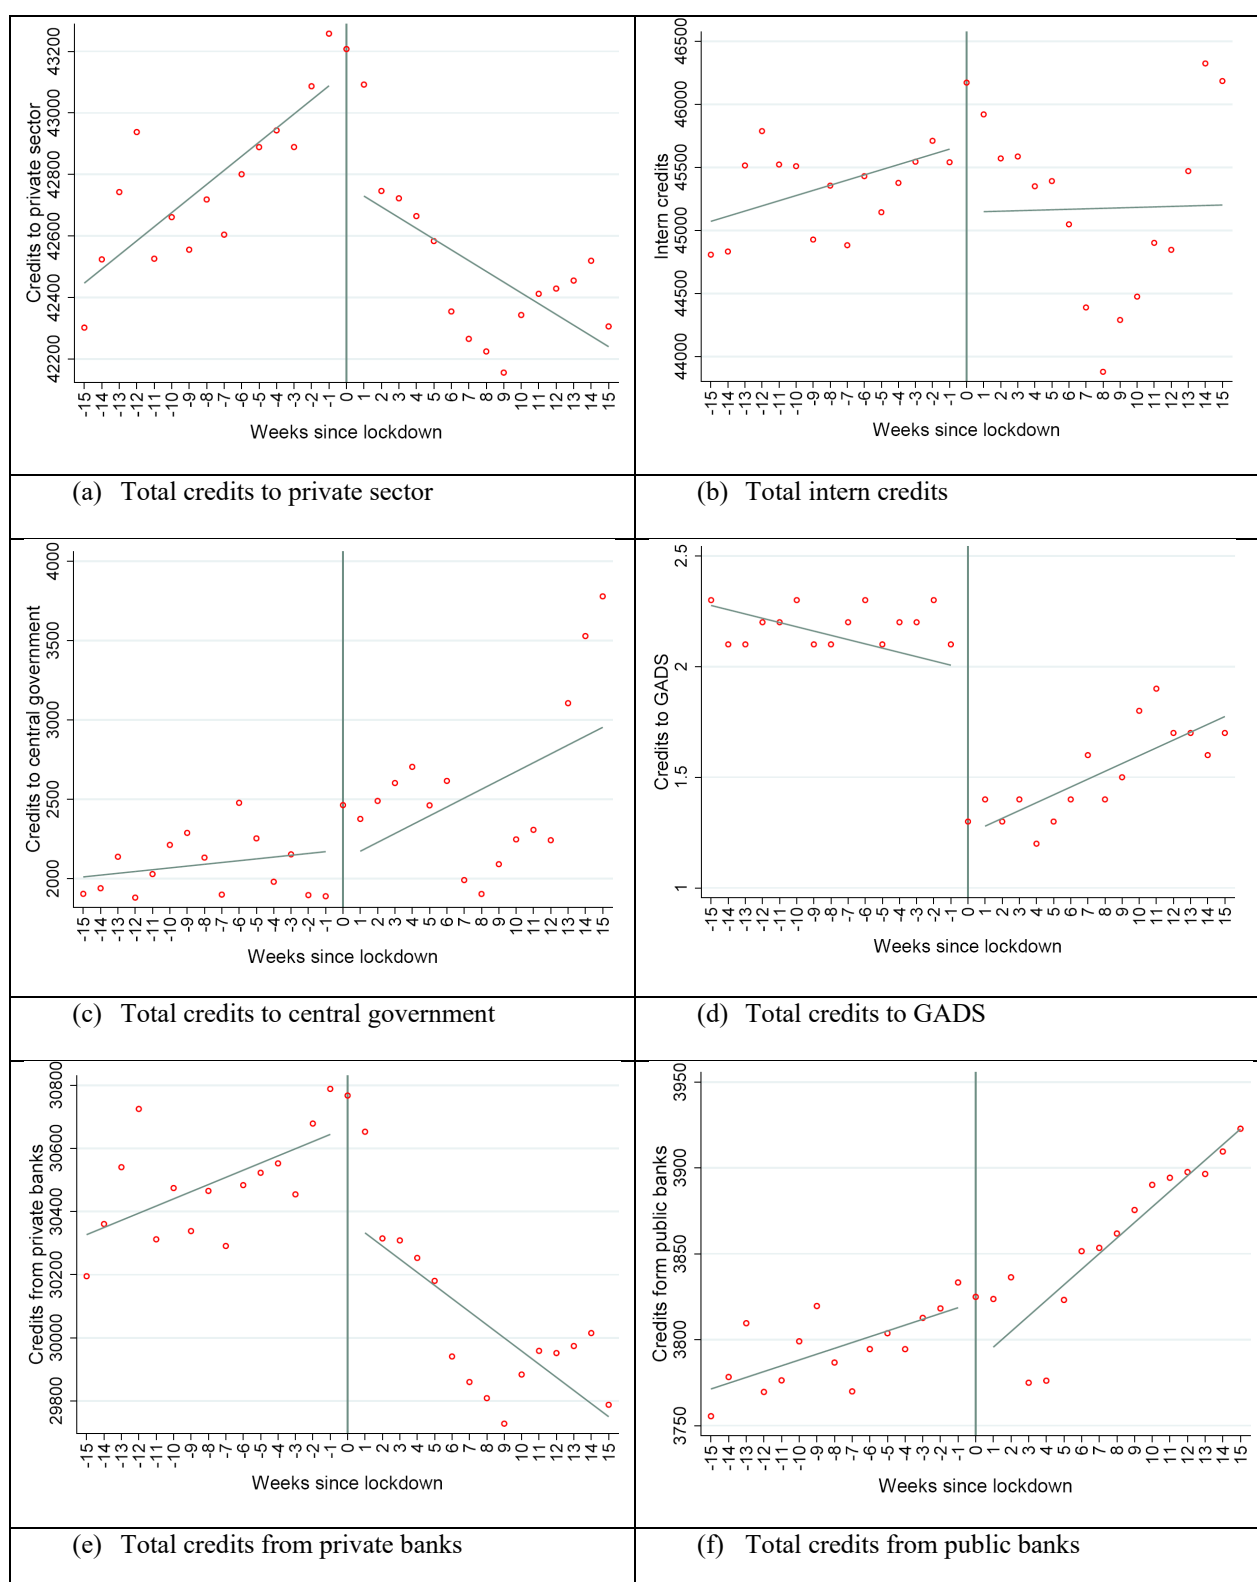 43200
43000
42800
42600
42400
42200
Credits to private sector
-15 -14 -13 -12 -11 -10 -9 -8 -7 -6 -5 -4 -3 -2 -1 0 1 2 3 4 5 6 7 8 9 10 11 12 13 14 15
Weeks since lockdown
(a) Total credits to private sector
46500
46000
45500
45000
44500
44000
Intern credits
-15 -14 -13 -12 -11 -10 -9 -8 -7 -6 -5 -4 -3 -2 -1 0 1 2 3 4 5 6 7 8 9 10 11 12 13 14 15
Weeks since lockdown
(b) Total intern credits
4000
3500
3000
2500
2000
Credits to central government
-15 -14 -13 -12 -11 -10 -9 -8 -7 -6 -5 -4 -3 -2 -1 0 1 2 3 4 5 6 7 8 9 10 11 12 13 14 15
Weeks since lockdown
(c) Total credits to central government
2.5
2
1.5
1
Credits to GADS
-15 -14 -13 -12 -11 -10 -9 -8 -7 -6 -5 -4 -3 -2 -1 0 1 2 3 4 5 6 7 8 9 10 11 12 13 14 15
Weeks since lockdown
(d) Total credits to GADS
30800
30600
30400
30200
30000
29800
Credits from private banks
-15 -14 -13 -12 -11 -10 -9 -8 -7 -6 -5 -4 -3 -2 -1 0 1 2 3 4 5 6 7 8 9 10 11 12 13 14 15
Weeks since lockdown
(e) Total credits from private banks
3950
3900
3850
3800
3750
Credits form public banks
-15 -14 -13 -12 -11 -10 -9 -8 -7 -6 -5 -4 -3 -2 -1 0 1 2 3 4 5 6 7 8 9 10 11 12 13 14 15
Weeks since lockdown
(f) Total credits from public banks